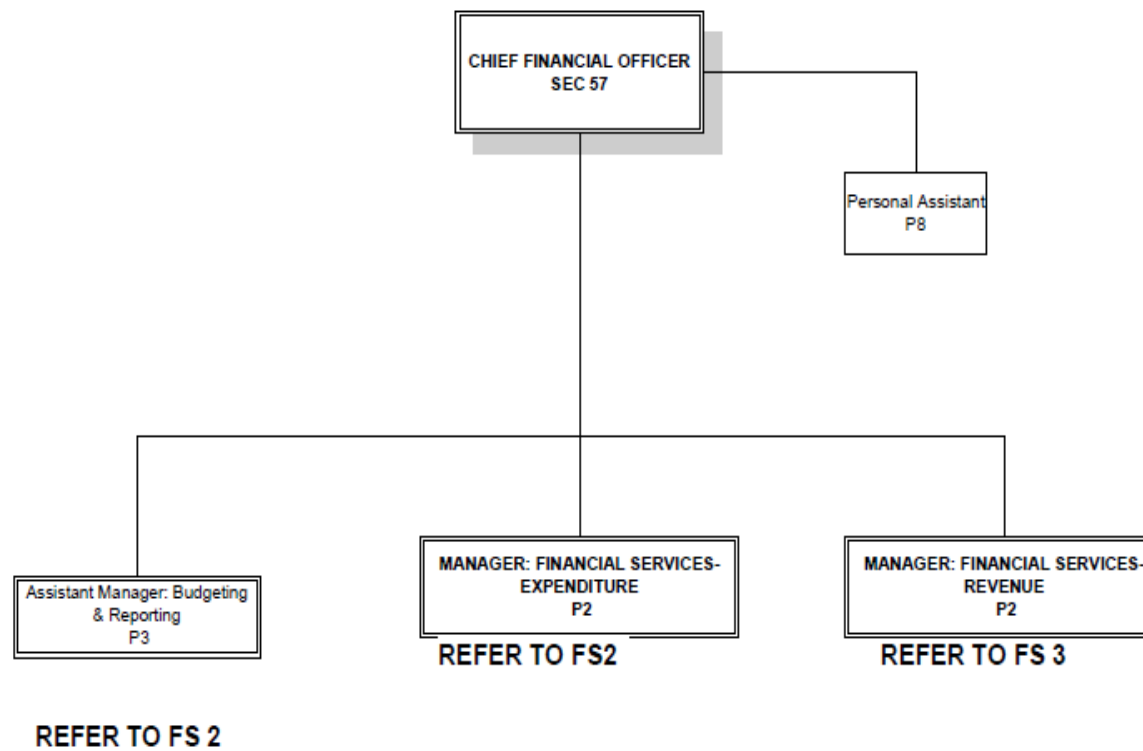 CHIEF FINANCIAL OFFICER
SEC 57
Personal Assistant
P8
Assistant Manager: Budgeting
& Reporting
P3
MANAGER: FINANCIAL SERVICES-
EXPENDITURE
P2
MANAGER: FINANCIAL SERVICES-
REVENUE
P2
REFER TO FS2
REFER TO FS 3
REFER TO FS 2